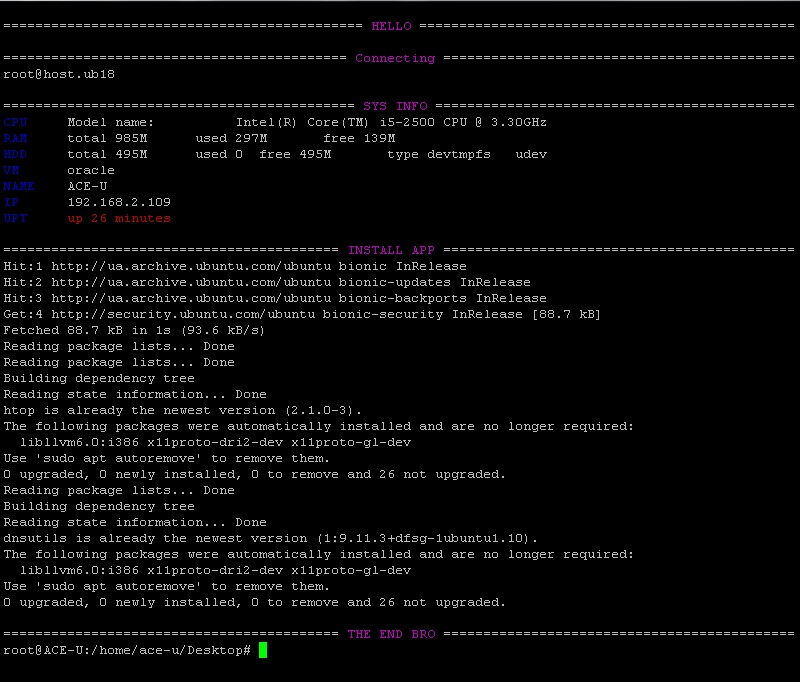 ============================================= HELLO ===============================================
=========================================== Connecting ============================================
root@host.ub18
============================================ SYS INFO =============================================
CPU     Model name:          Intel(R) Core(TM) i5-2500 CPU @ 3.30GHz
RAM     total 985M      used 297M       free 139M
HDD     total 495M      used 0  free 495M       type devtmpfs   udev
VM      oracle
NAME    ACE-U
IP      192.168.2.109
UPT     up 26 minutes
========================================== INSTALL APP ============================================
Hit:1 http://ua.archive.ubuntu.com/ubuntu bionic InRelease
Hit:2 http://ua.archive.ubuntu.com/ubuntu bionic-updates InRelease
Hit:3 http://ua.archive.ubuntu.com/ubuntu bionic-backports InRelease
Get:4 http://security.ubuntu.com/ubuntu bionic-security InRelease [88.7 kB]
Fetched 88.7 kB in 1s (93.6 kB/s)
Reading package lists... Done
Reading package lists... Done
Building dependency tree
Reading state information... Done
htop is already the newest version (2.1.0-3).
The following packages were automatically installed and are no longer required:
  libllvm6.0:i386 x11proto-dri2-dev x11proto-gl-dev
Use 'sudo apt autoremove' to remove them.
0 upgraded, 0 newly installed, 0 to remove and 26 not upgraded.
Reading package lists... Done
Building dependency tree
Reading state information... Done
dnsutils is already the newest version (1:9.11.3+dfsg-1ubuntu1.10).
The following packages were automatically installed and are no longer required:
  libllvm6.0:i386 x11proto-dri2-dev x11proto-gl-dev
Use 'sudo apt autoremove' to remove them.
0 upgraded, 0 newly installed, 0 to remove and 26 not upgraded.
========================================== THE END BRO ============================================
root@ACE-U:/home/ace-u/Desktop#